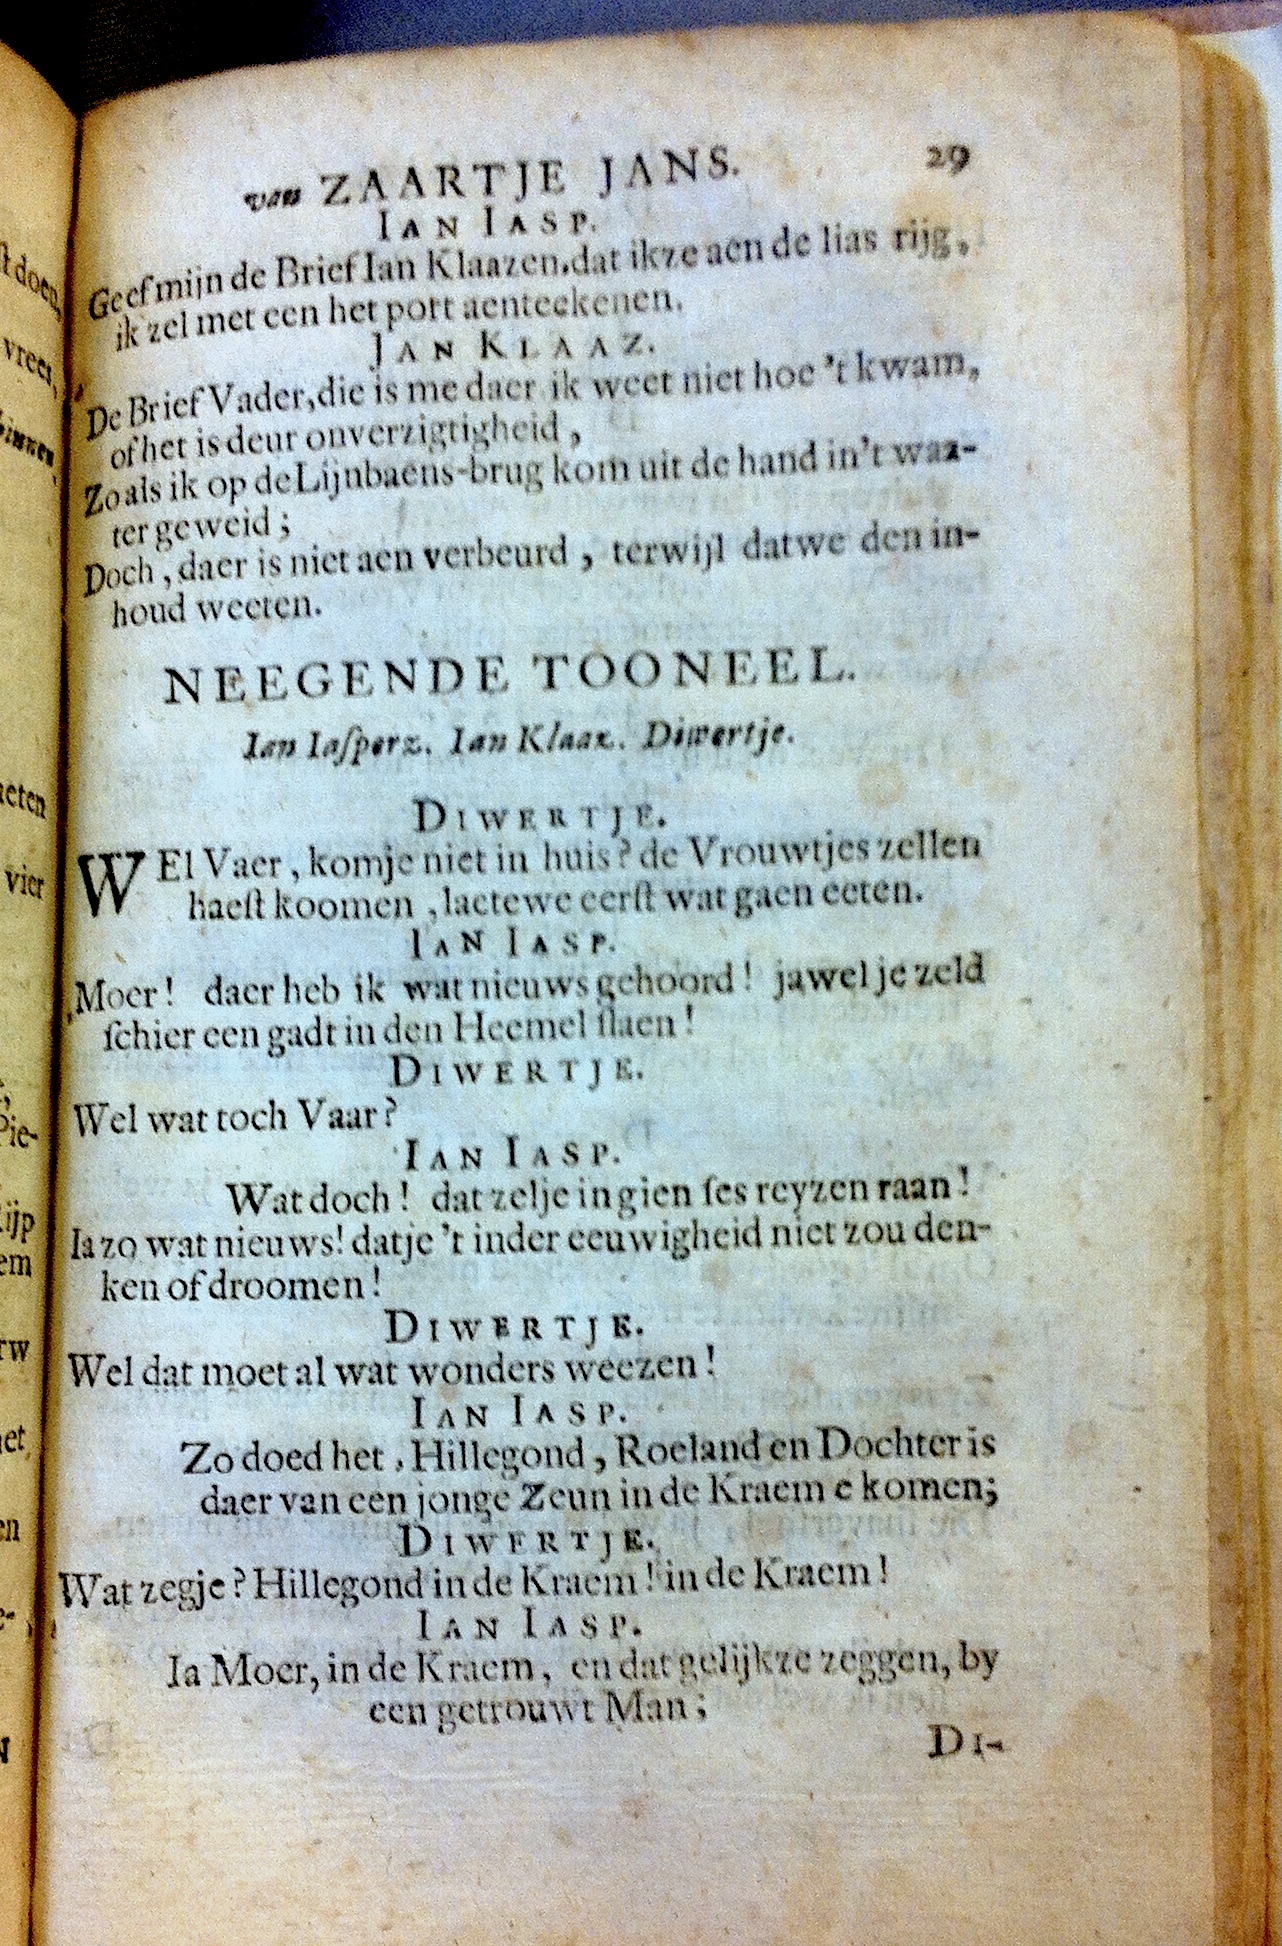 van ZAARTJE JANS. 29
IAN IASP.
Geef mijn de Brief Ian Klaazen, dat ikze aen de lias rijg,
ik zel met een het port aenteekenen.
JAN KLAAZ.
De Brief Vader, die is me daer ik weet niet hoe 't kwam,
of het is deur onverzigtigheid,
Zo als ik op de Lijnbaens-brug kom uit de hand in 't waa-
ter geweid;
Doch, daer is niet aen verbeurd, terwijl datwe den in-
houd weeten.
NEEGENDE TOONEEL.
Ian Iaſperz. Ian Klaaz. Diwertje.
DIWERTJE.
WEl Vaer, komje niet in huis? de Vrouwtjes zellen
haeſt koomen, laetewe eerſt wat gaen eeten.
IAN IASP.
Moer! daer heb ik wat nieuws gehoord! jawel je zeld
ſchier een gadt in den Heemel ſlaen!
DIWERTJE.
Wel wat toch Vaar?
IAN IASP.
Wat doch! dat zelje in gien ſes reyzen raan!
Ia zo wat nieuws! datje 't inder eeuwigheid niet zou den-
ken of droomen!
DIWERTJE.
Wel dat moet al wat wonders weezen!
IAN IASP.
Zo doed het, Hillegond, Roeland en Dochter is
daer van een jonge Zeun in de Kraem e komen;
DIWERTJE.
Wat zegje? Hillegond in de Kraem! in de Kraem!
IAN IASP.
Ia Moer, in de Kraem, en dat gelijkze zeggen, by
een getrouwt Man;
DI-